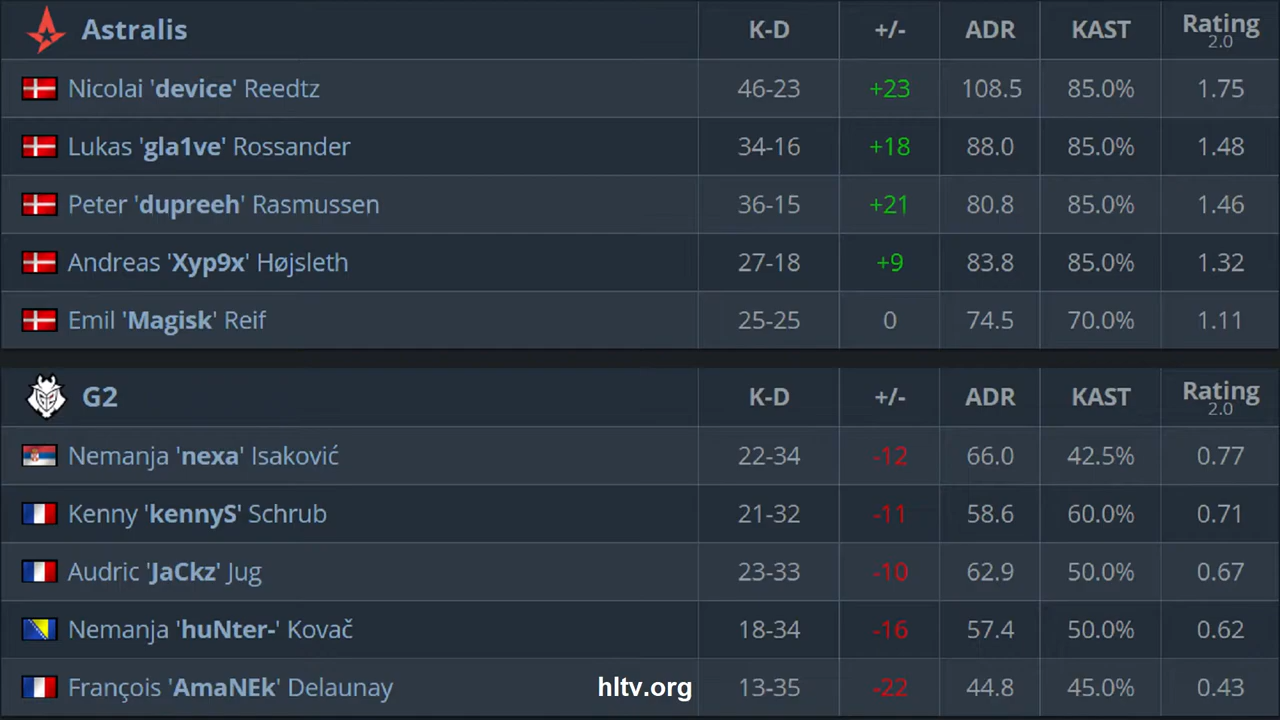 Astralis K-D +/- ADR KAST Rating 2.0
Nicolai 'device' Reedtz 46-23 +23 108.5 85.0% 1.75
Lukas 'gla1ve' Rossander 34-16 +18 88.0 85.0% 1.48
Peter 'dupreeh' Rasmussen 36-15 +21 80.8 85.0% 1.46
Andreas 'Xyp9x' Højsleth 27-18 +9 83.8 85.0% 1.32
Emil 'Magisk' Reif 25-25 0 74.5 70.0% 1.11
G2 K-D +/- ADR KAST Rating 2.0
Nemanja 'nexa' Isaković 22-34 -12 66.0 42.5% 0.77
Kenny 'kennyS' Schrub 21-32 -11 58.6 60.0% 0.71
Audric 'JaCkz' Jug 23-33 -10 62.9 50.0% 0.67
Nemanja 'huNter-' Kovač 18-34 -16 57.4 50.0% 0.62
François 'AmaNEk' Delaunay hltv.org 13-35 -22 44.8 45.0% 0.43